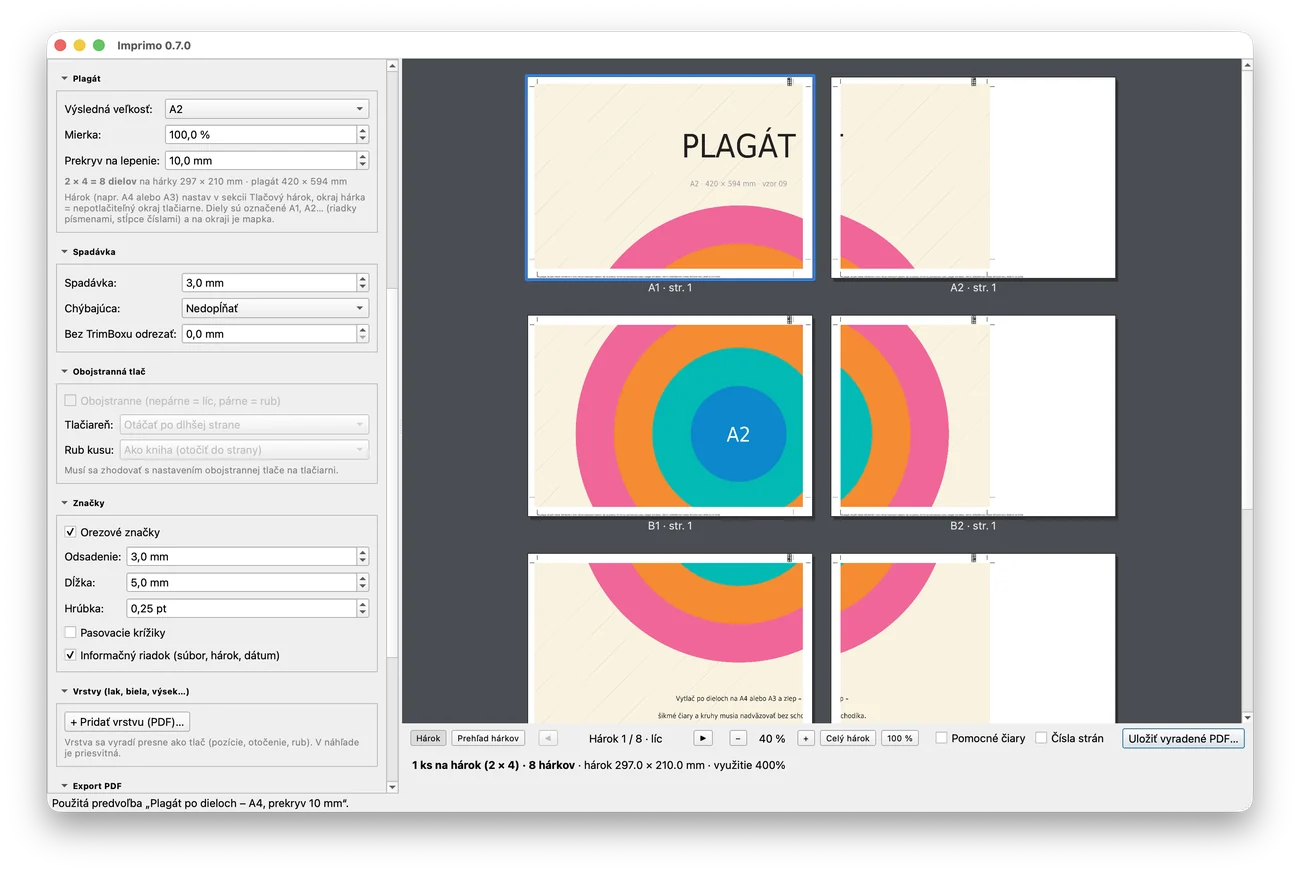 Imprimo 0.7.0
Plagát
Výsledná veľkosť: A2
Mierka: 100,0 %
Prekryv na lepenie: 10,0 mm
2 × 4 = 8 dielov na hárky 297 × 210 mm · plagát 420 × 594 mm
Hárok (napr. A4 alebo A3) nastav v sekcii Tlačový hárok, okraj hárka
= nepotlačiteľný okraj tlačiarne. Diely sú označené A1, A2… (riadky
písmenami, stĺpce číslami) a na okraji je mapka.
Spadávka
Spadávka: 3,0 mm
Chýbajúca: Nedopĺňať
Bez TrimBoxu odrezať: 0,0 mm
Obojstranná tlač
Obojstranne (nepárne = líc, párne = rub)
Tlačiareň: Otáčať po dlhšej strane
Rub kusu: Ako kniha (otočiť do strany)
Musí sa zhodovať s nastavením obojstrannej tlače na tlačiarni.
Značky
Orezové značky
Odsadenie: 3,0 mm
Dĺžka: 5,0 mm
Hrúbka: 0,25 pt
Pasovacie krížiky
Informačný riadok (súbor, hárok, dátum)
Vrstvy (lak, biela, výsek…)
+ Pridať vrstvu (PDF)…
Vrstva sa vyradí presne ako tlač (pozície, otočenie, rub). V náhľade
je priesvitná.
Export PDF
Použitá predvoľba „Plagát po dieloch – A4, prekryv 10 mm“.
PLAGÁT
A2 · 420 × 594 mm · vzor 09
A1 · str. 1
A2 · str. 1
A2
B1 · str. 1
B2 · str. 1
Vytlač po dieloch na A4 alebo A3 a zlep –
šikmé čiary a kruhy musia nadväzovať bez scho
p –
chodíka.
Hárok Prehľad hárkov ◀ Hárok 1 / 8 · líc ▶ − 40 % + Celý hárok 100 % Pomocné čiary Čísla strán Uložiť vyradené PDF…
1 ks na hárok (2 × 4) · 8 hárkov · hárok 297.0 × 210.0 mm · využitie 400%